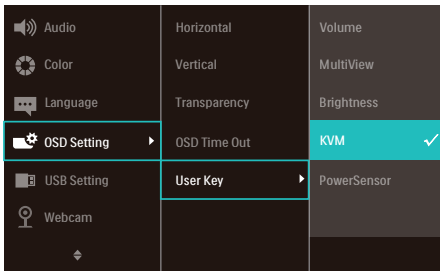 Audio
Horizontal
Volume
Color
Vertical
MultiView
Language
Transparency
Brightness
OSD Setting
OSD Time Out
KVM
USB Setting
User Key
PowerSensor
Webcam